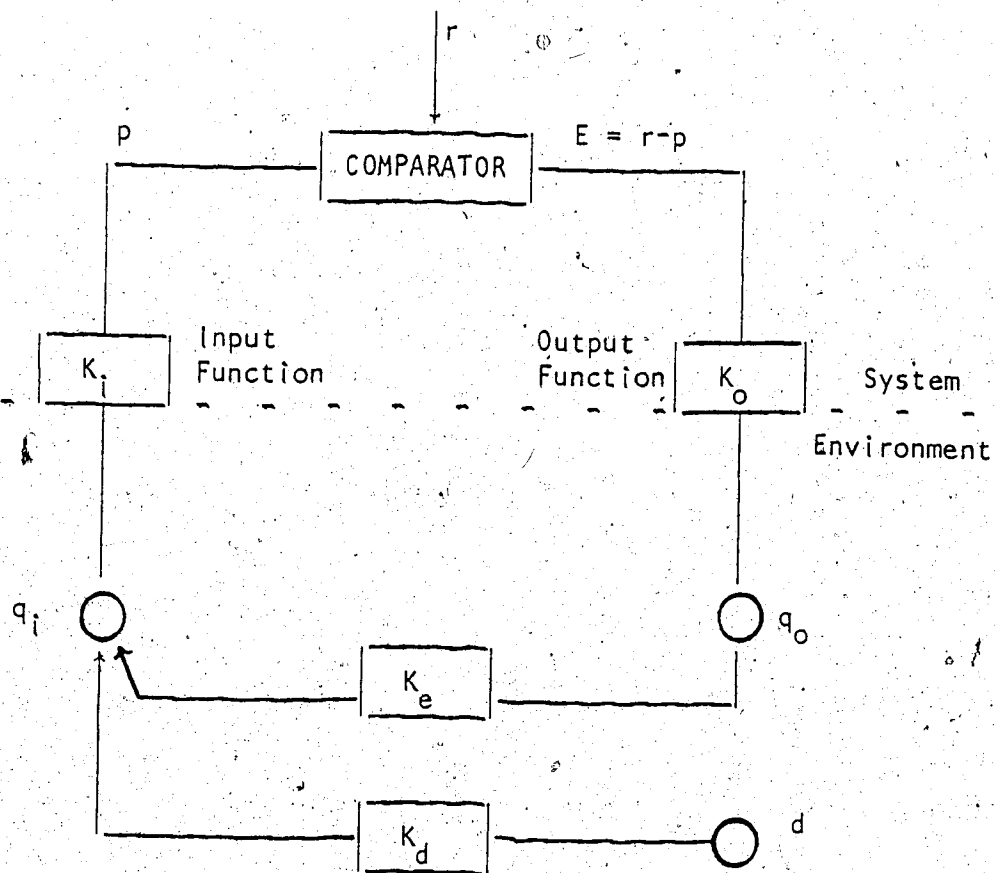 r
p
E = r-p
COMPARATOR
Input
Function
Output
Function
K_i
K_o
System
Environment
q_i
q_o
K_e
K_d
d